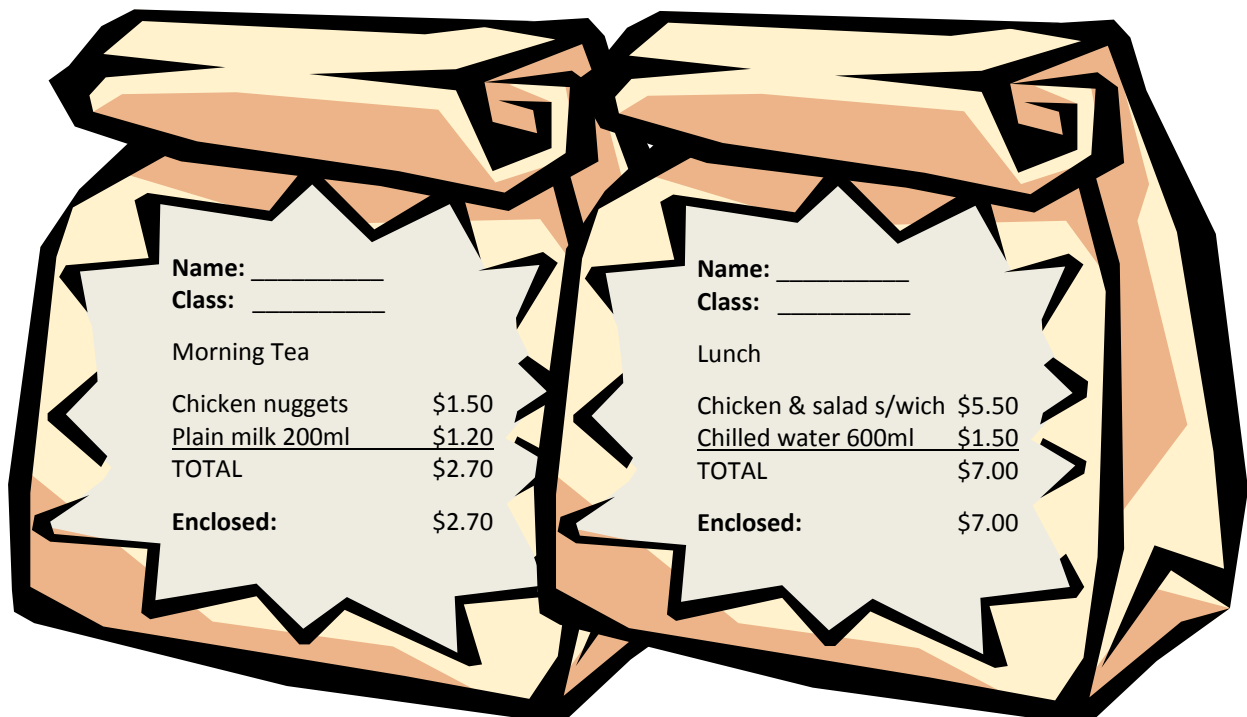 Name: __________
Class: __________
Morning Tea
Chicken nuggets $1.50
Plain milk 200ml $1.20
TOTAL $2.70
Enclosed: $2.70
Name: __________
Class: __________
Lunch
Chicken & salad s/wich $5.50
Chilled water 600ml $1.50
TOTAL $7.00
Enclosed: $7.00